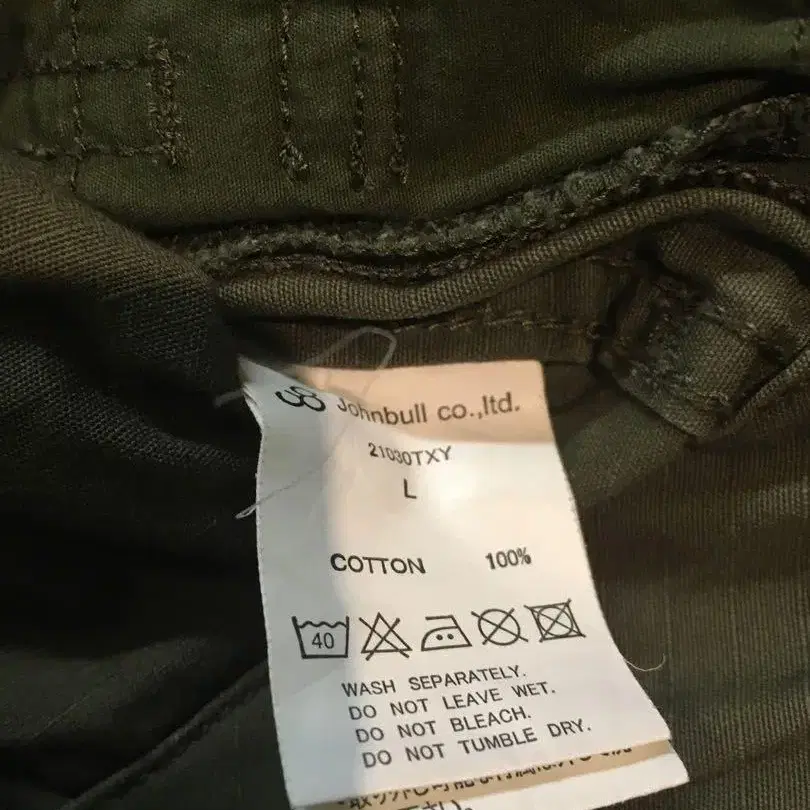 JB Johnbull co.,ltd.
21030TXY
L
COTTON 100%
40
WASH SEPARATELY.
DO NOT LEAVE WET.
DO NOT BLEACH.
DO NOT TUMBLE DRY.